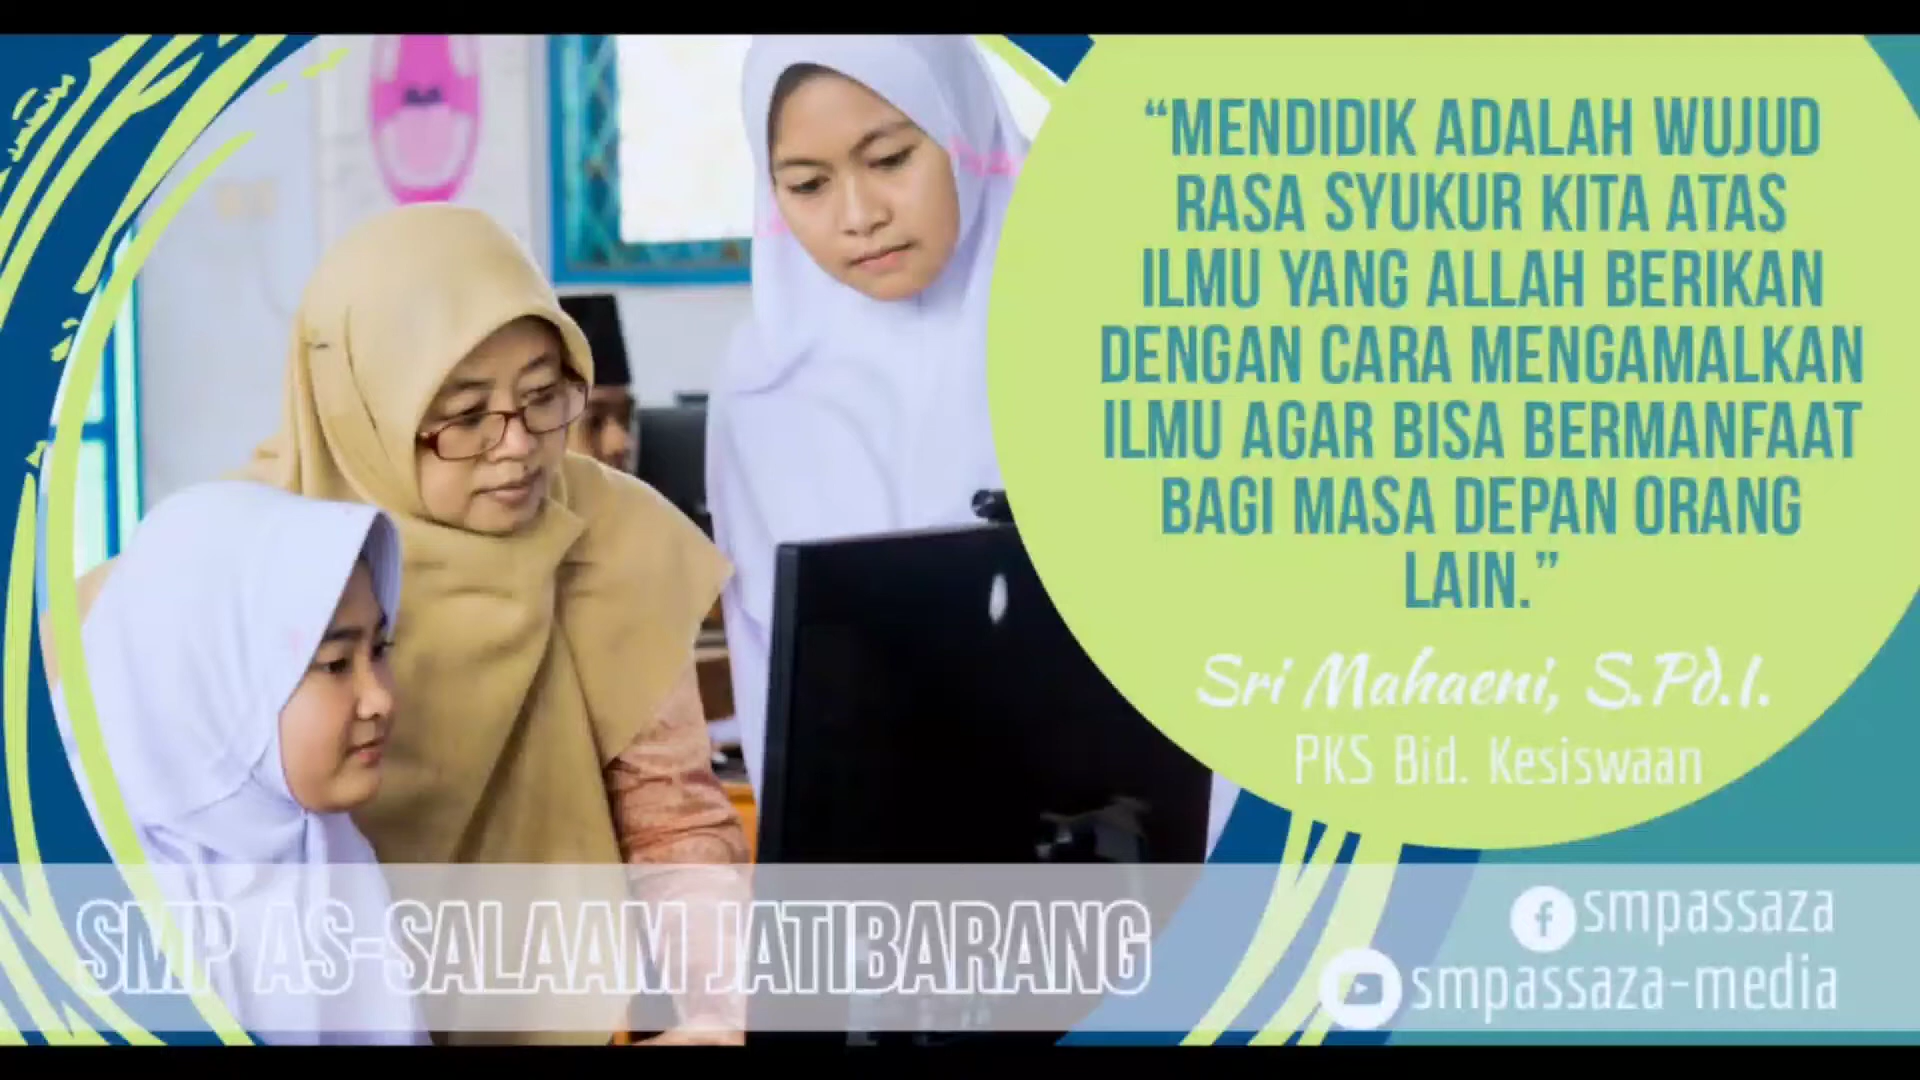 “MENDIDIK ADALAH WUJUD
RASA SYUKUR KITA ATAS
ILMU YANG ALLAH BERIKAN
DENGAN CARA MENGAMALKAN
ILMU AGAR BISA BERMANFAAT
BAGI MASA DEPAN ORANG
LAIN.”
Sri Mahaeni, S.Pd.I.
PKS Bid. Kesiswaan
SMP AS-SALAAM JATIBARANG
smpassaza
smpassaza-media